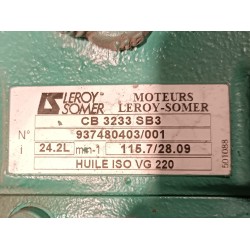 LEROY™ MOTEURS
SOMER LEROY-SOMER
CB 3233 SB3
N° 937480403/001
i 24.2L min-1 115.7/28.09
HUILE ISO VG 220
501088